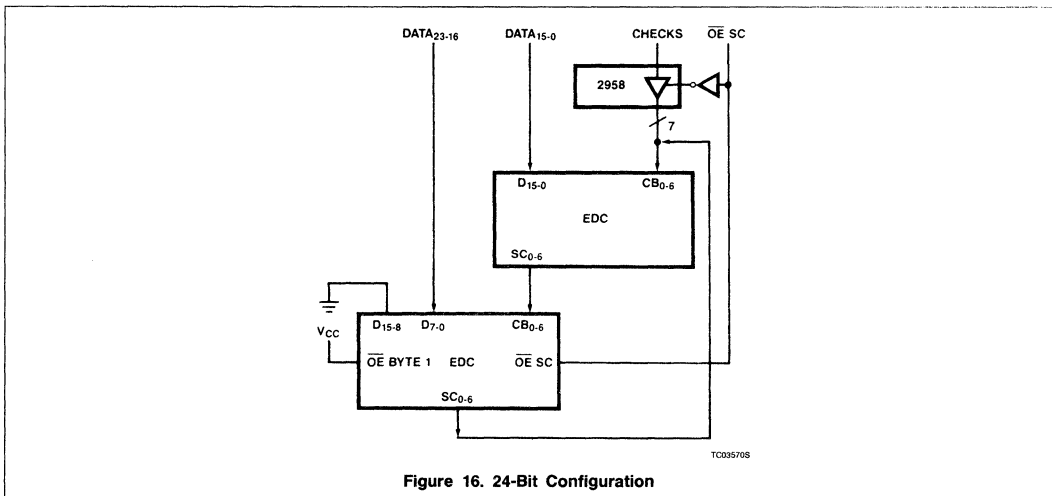 DATA23-16 DATA15-0 CHECKS OE SC
2958
7
D15-0 CB0-6
EDC
SC0-6
VCC
D15-8 D7-0 CB0-6
OE BYTE 1 EDC OE SC
SC0-6
TC03570S
Figure 16. 24-Bit Configuration